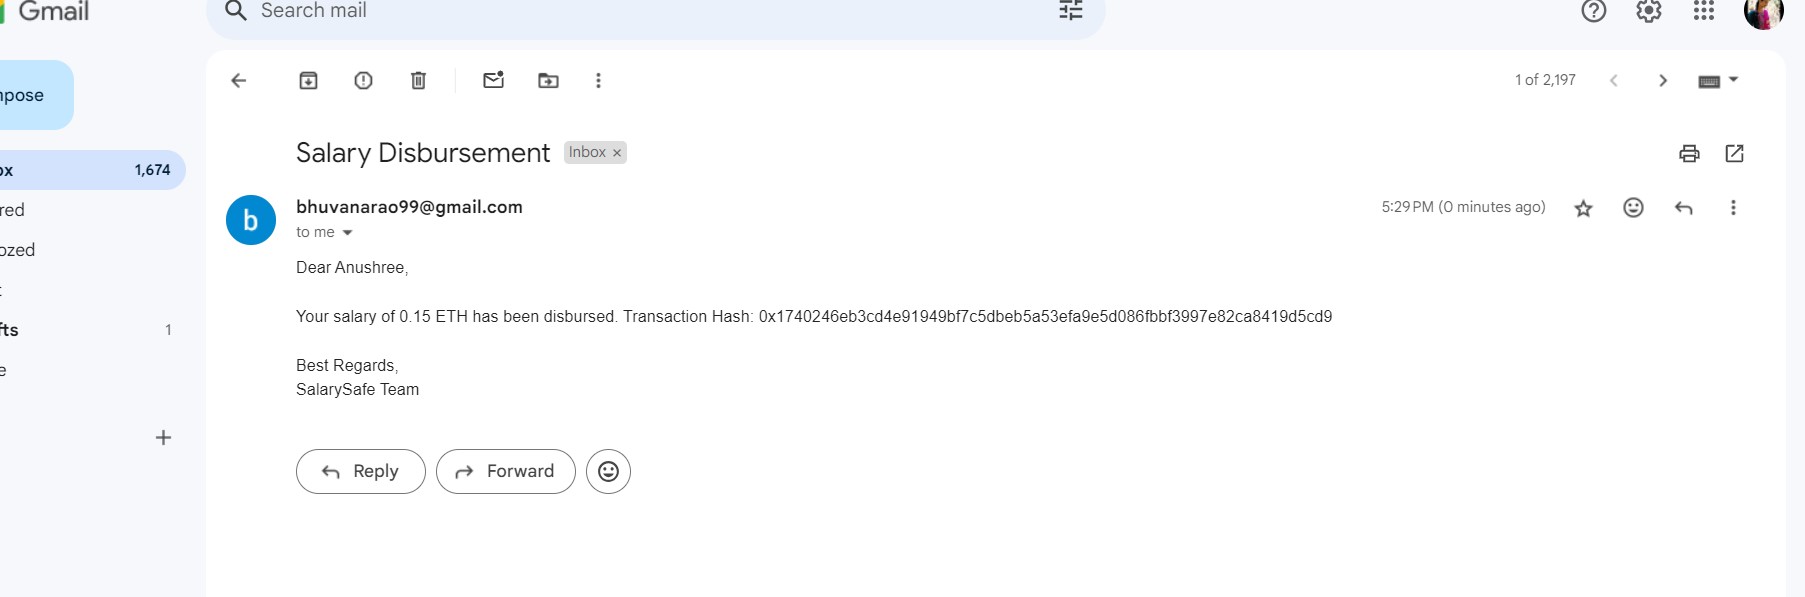 Gmail
Search mail
mpose
1 of 2,197
Salary Disbursement Inbox ×
ox 1,674
bhuvanarao99@gmail.com 5:29 PM (0 minutes ago)
red
to me
b
ozed
Dear Anushree,
Your salary of 0.15 ETH has been disbursed. Transaction Hash: 0x1740246eb3cd4e91949bf7c5dbeb5a53efa9e5d086fbbf3997e82ca8419d5cd9
fts 1
Best Regards,
e
SalarySafe Team
Reply Forward